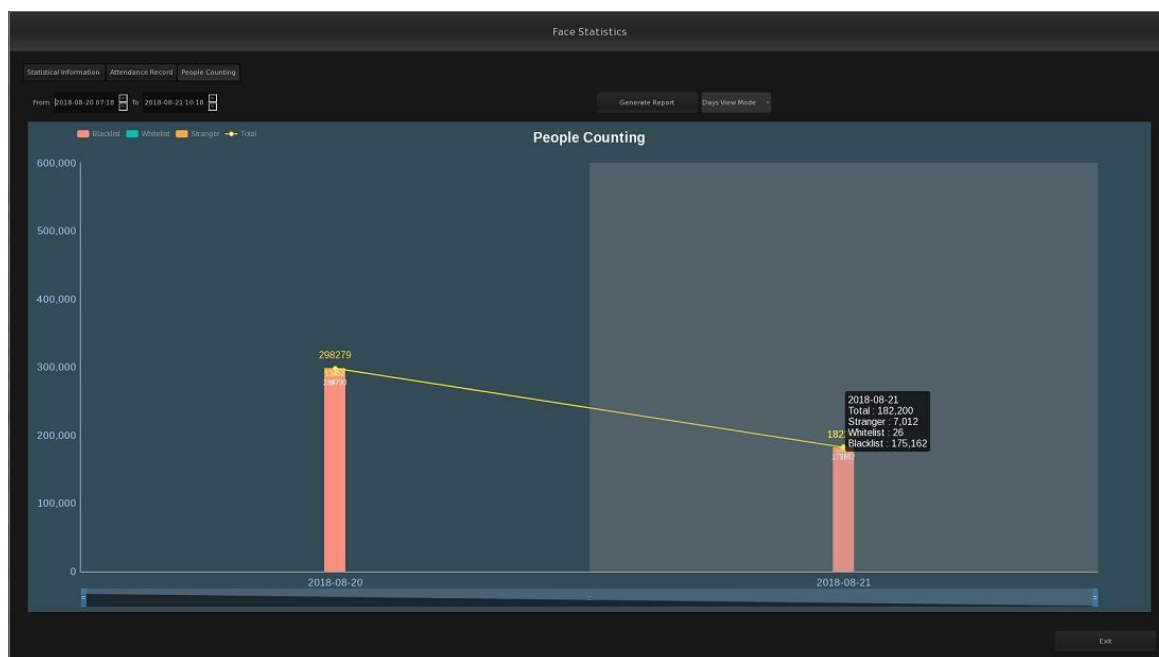 Face Statistics
Statistical Information Attendance Record People Counting
From 2018-08-20 07:18 To 2018-08-21 10:18 Generate Report Days View Mode
Blacklist Whitelist Stranger Total
People Counting
600,000
500,000
400,000
300,000
200,000
100,000
0
298279
2018-08-21
Total : 182,200
Stranger : 7,012
Whitelist : 26
Blacklist : 175,162
2018-08-20 2018-08-21
Exit